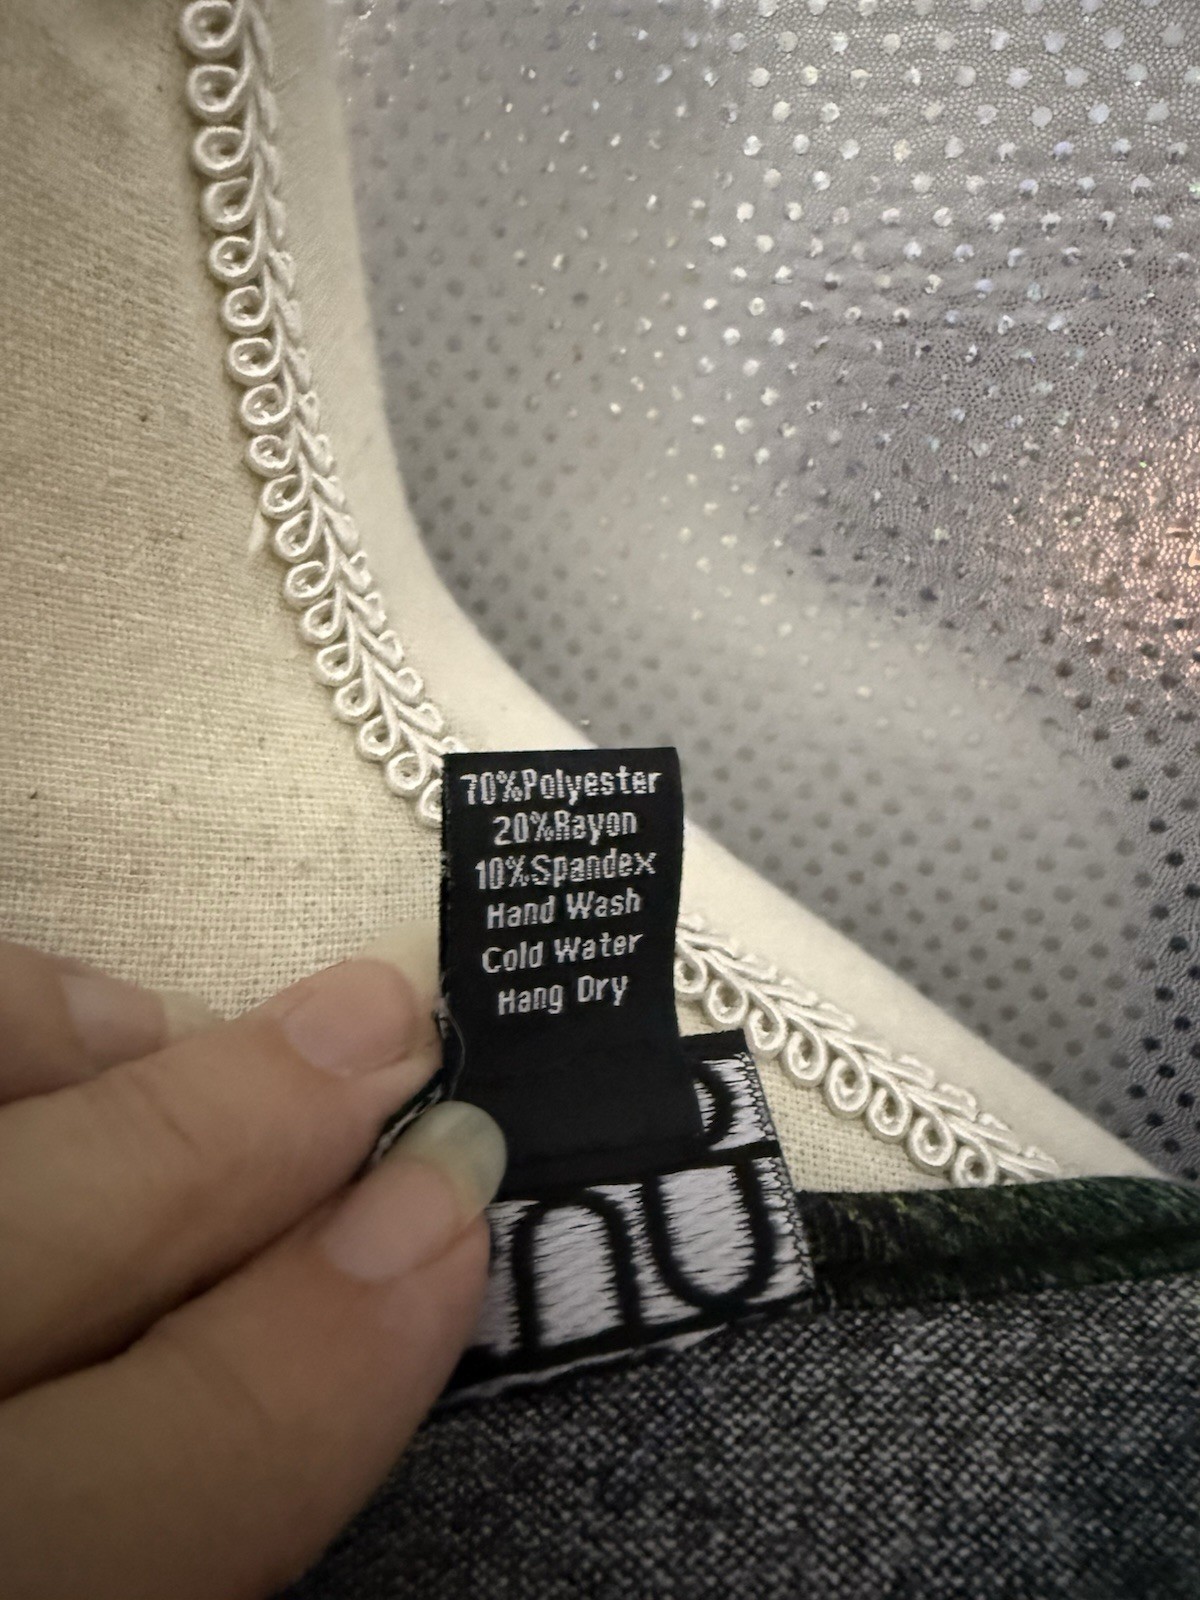 70%Polyester
20%Rayon
10%Spandex
Hand Wash
Cold Water
Hang Dry